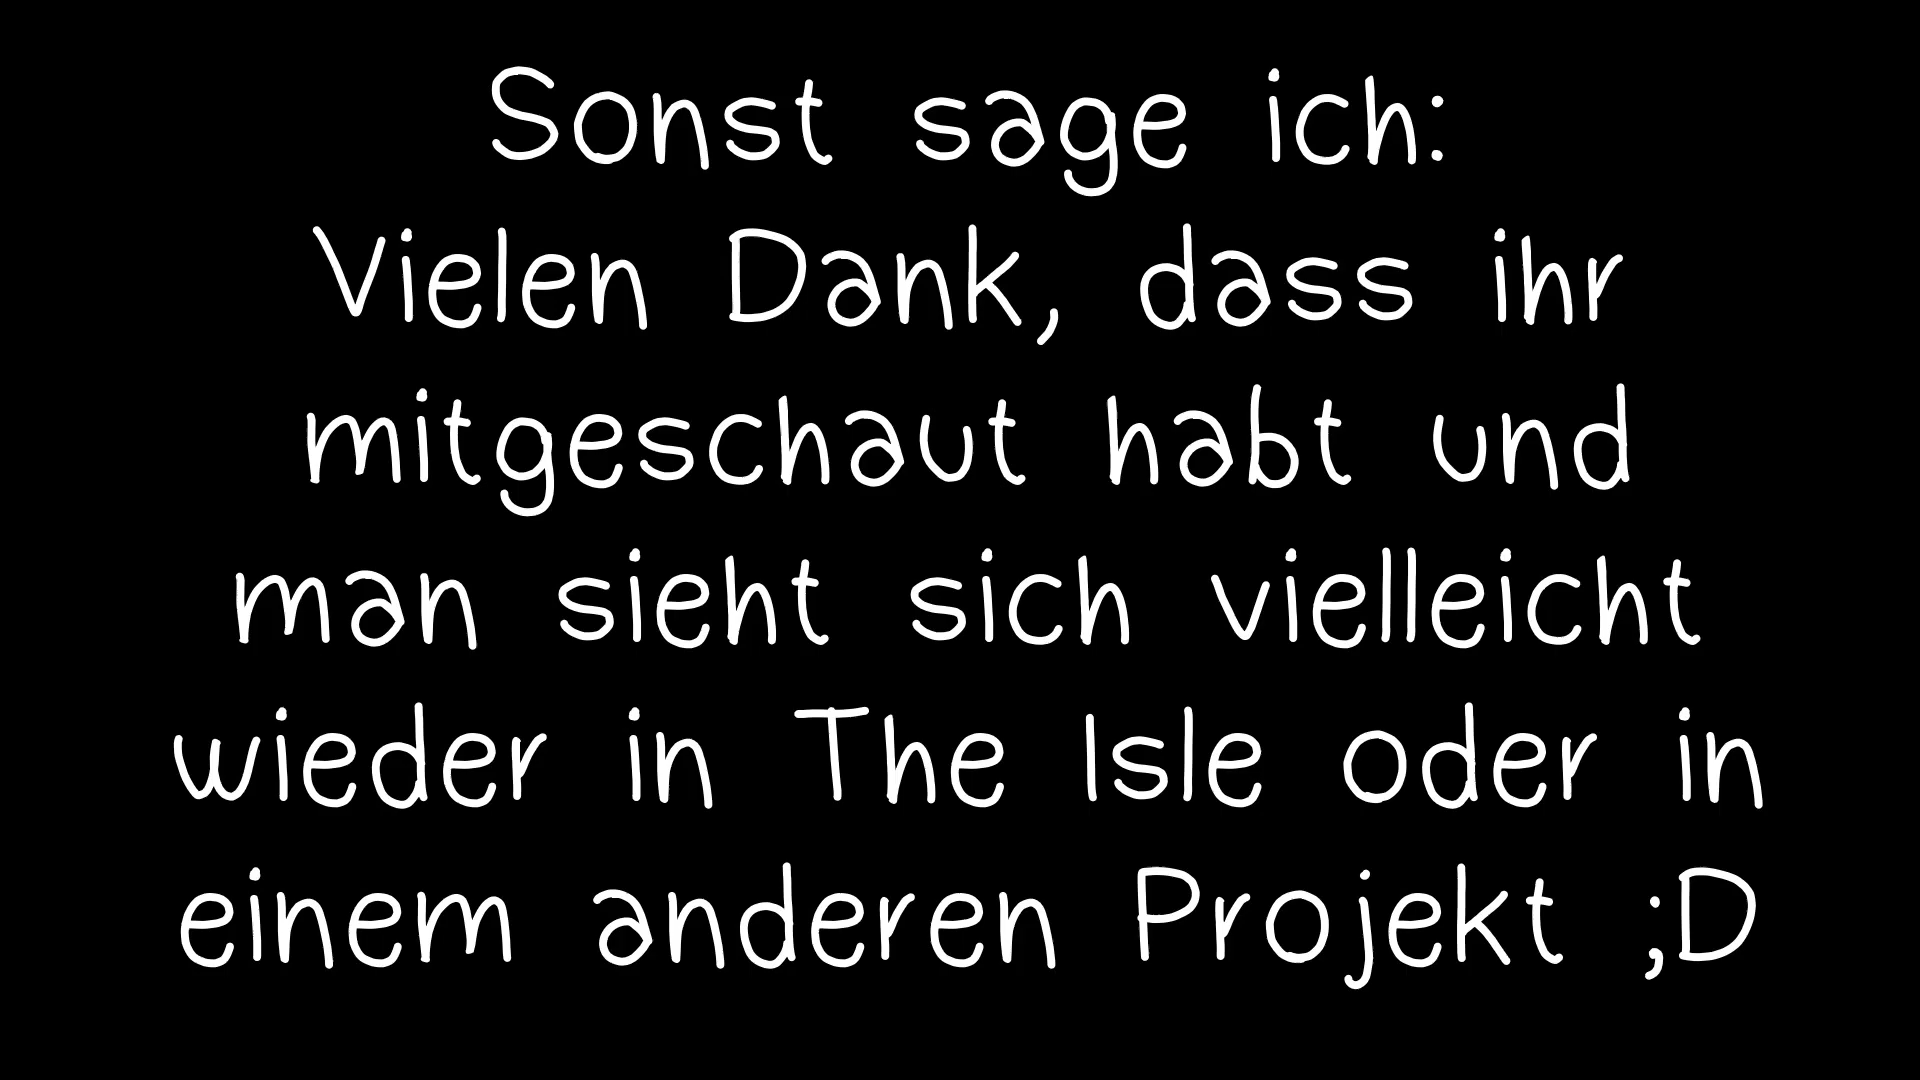 Sonst sage ich:
Vielen Dank, dass ihr
mitgeschaut habt und
man sieht sich vielleicht
wieder in The Isle oder in
einem anderen Projekt ;D